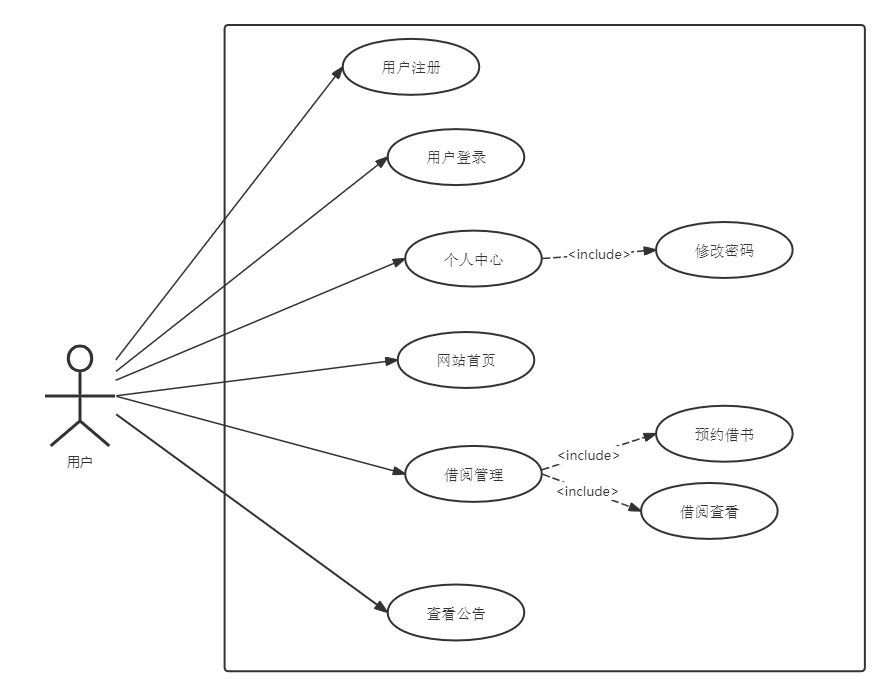 用户注册
用户登录
个人中心
<include>
修改密码
网站首页
预约借书
<include>
借阅管理
<include>
借阅查看
用户
查看公告